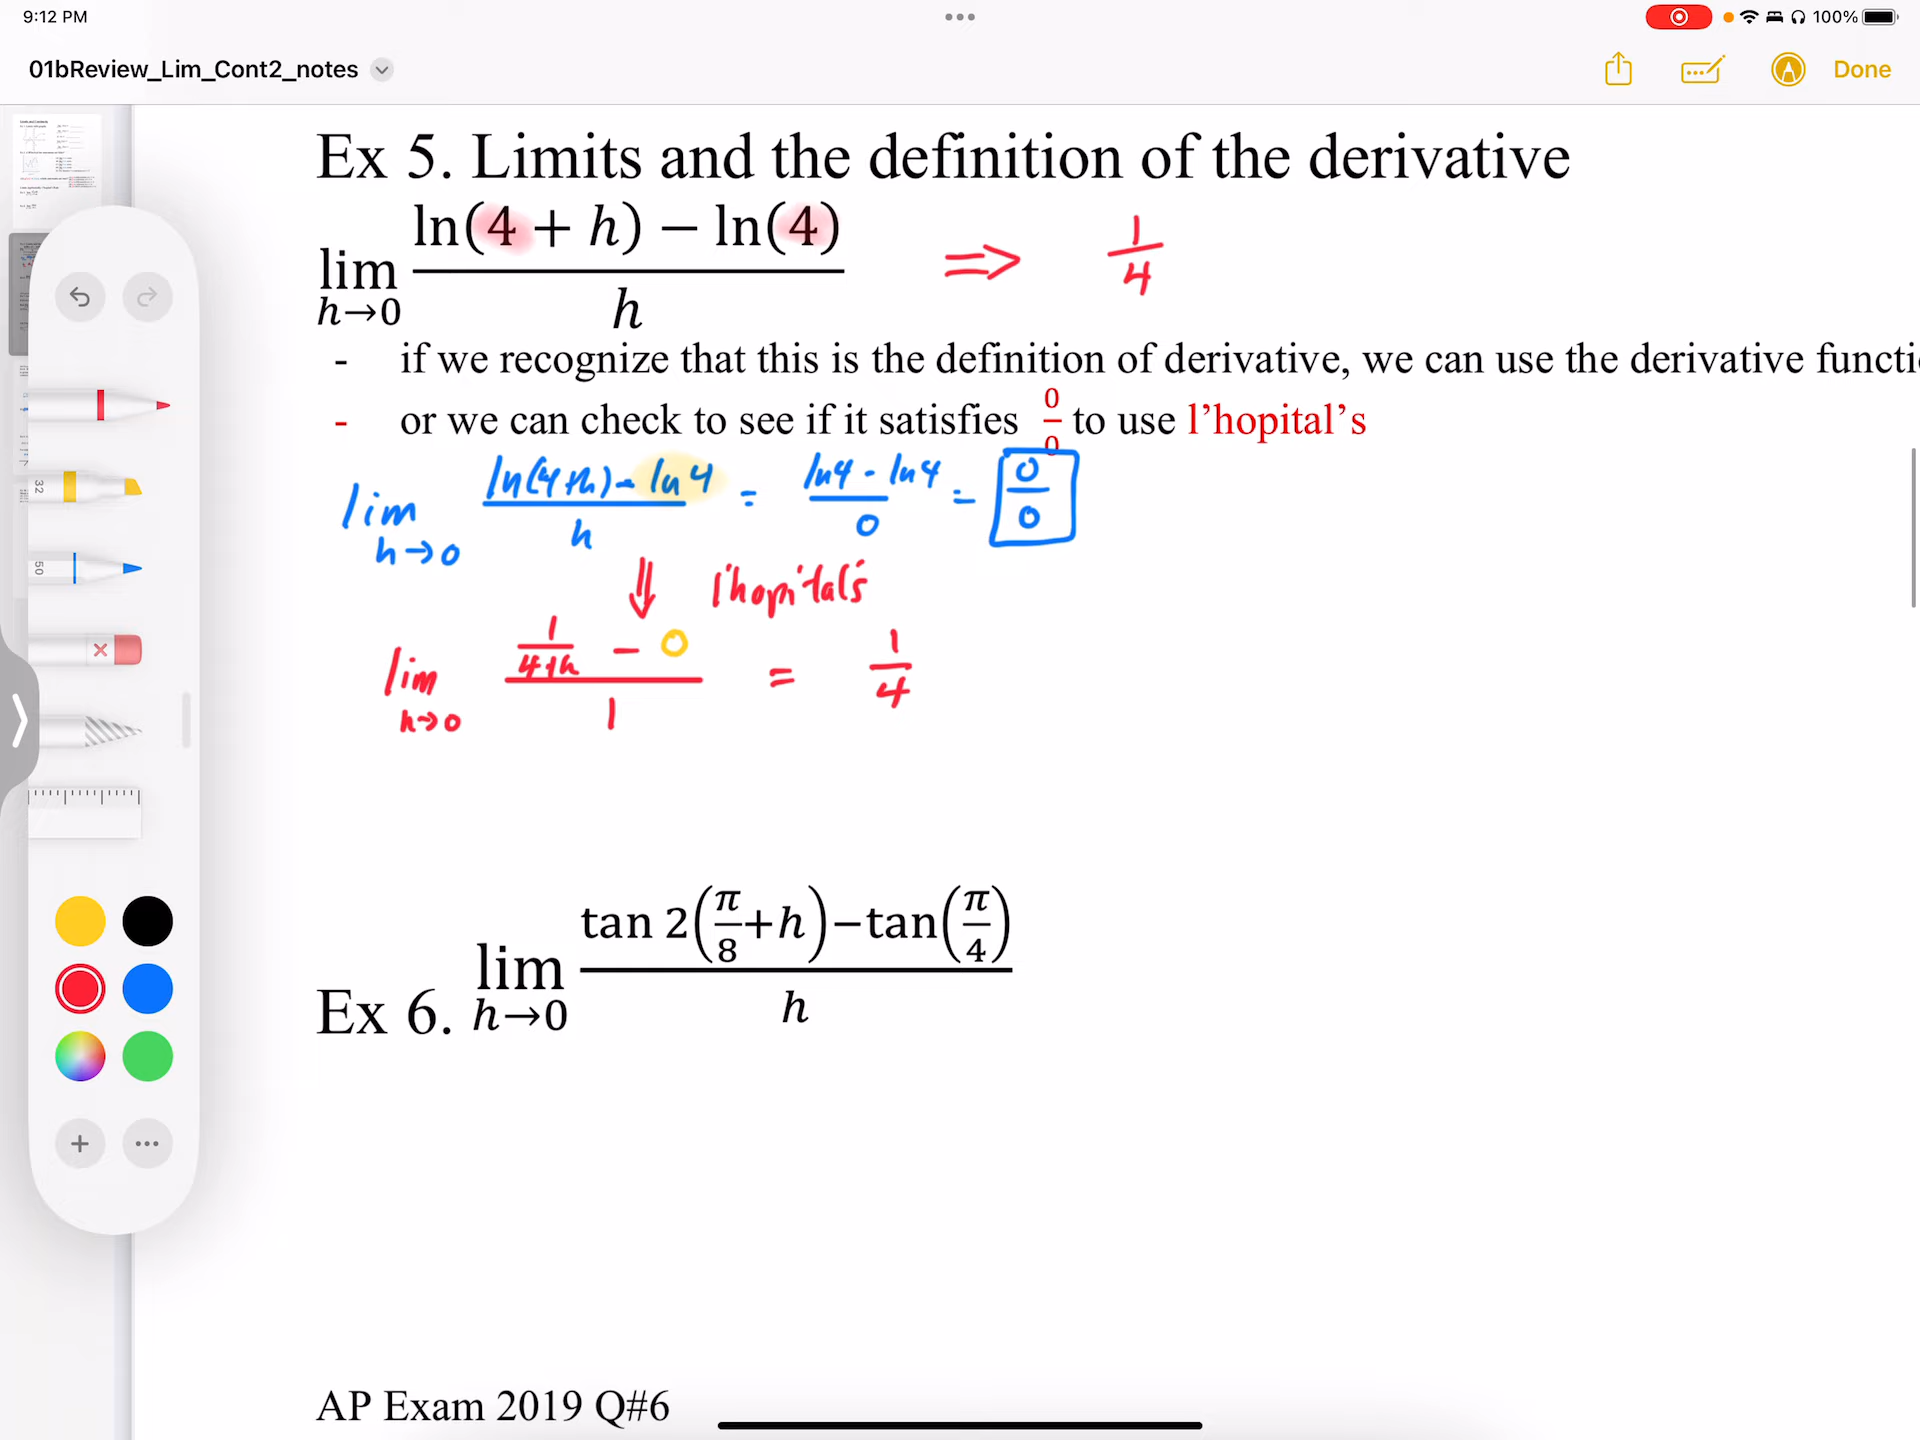 9:12 PM
100%
01bReview_Lim_Cont2_notes
Done
Ex 5. Limits and the definition of the derivative
lim h→0 (ln(4 + h) − ln(4)) / h ⇒ 1/4
- if we recognize that this is the definition of derivative, we can use the derivative functi
- or we can check to see if it satisfies 0/0 to use l’hopital’s
lim h→0 (ln(4+h) - ln 4) / h = (ln4 - ln4) / 0 = 0/0
⇓ l'hopital's
lim h→0 (1/(4+h) - 0) / 1 = 1/4
Ex 6. lim h→0 (tan 2(π/8+h)−tan(π/4)) / h
AP Exam 2019 Q#6
32
50